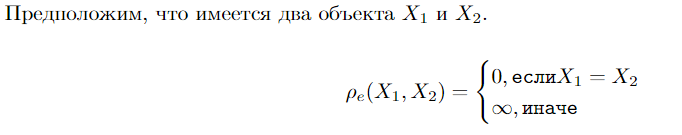 Предположим, что имеется два объекта X₁ и X₂.
ρₑ(X₁, X₂) = {
0, еслиX₁ = X₂
∞, иначе